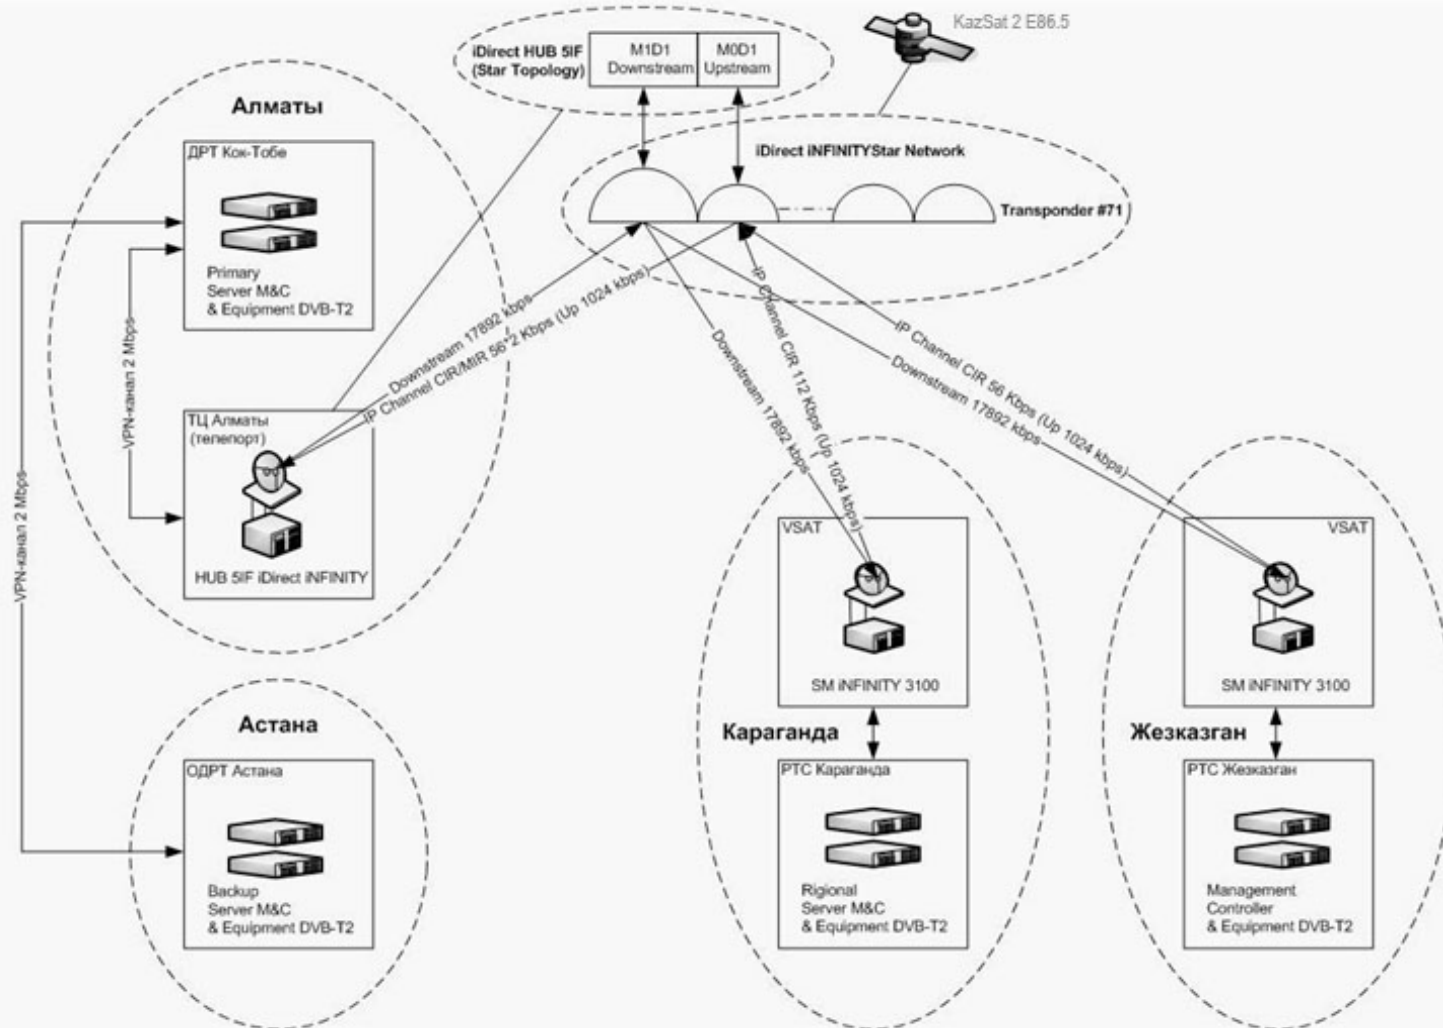 KazSat 2 E86.5
iDirect HUB 5IF
(Star Topology)
M1D1
Downstream
M0D1
Upstream
Алматы
ДРТ Кок-Тобе
Primary
Server M&C
& Equipment DVB-T2
iDirect iNFINITYStar Network
Transponder #71
VPN-канал 2 Mbps
VPN-канал 2 Mbps
Downstream 17892 kbps
IP Channel CIR/MIR 56*2 Kbps (Up 1024 kbps)
Downstream 17892 kbps
IP Channel CIR 112 Kbps (Up 1024 kbps)
IP Channel CIR 56 Kbps (Up 1024 kbps)
Downstream 17892 kbps
ТЦ Алматы
(телепорт)
HUB 5IF iDirect iNFINITY
VSAT
SM iNFINITY 3100
VSAT
SM iNFINITY 3100
Астана
ОДРТ Астана
Backup
Server M&C
& Equipment DVB-T2
Караганда
РТС Караганда
Rigional
Server M&C
& Equipment DVB-T2
Жезказган
РТС Жезказган
Management
Controller
& Equipment DVB-T2